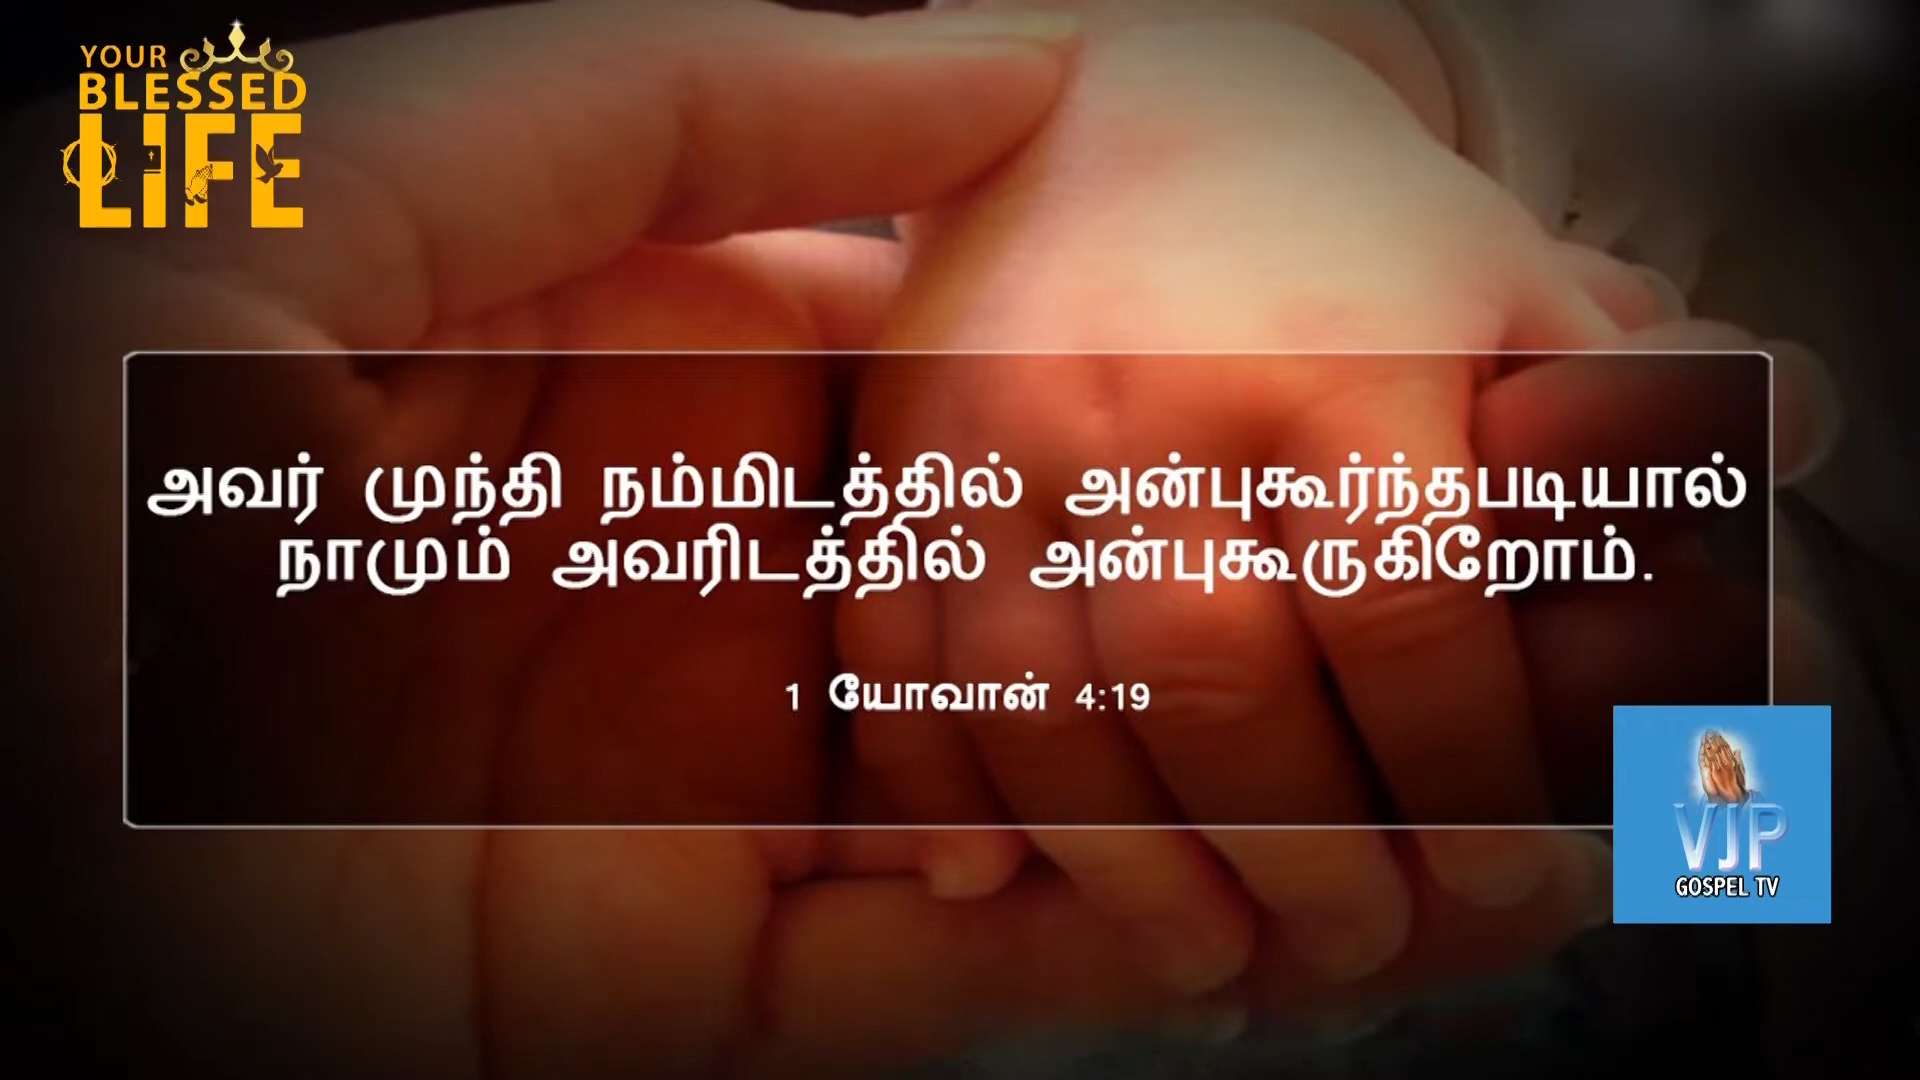 YOUR
BLESSED
LIFE
அவர் முந்தி நம்மிடத்தில் அன்புகூர்ந்தபடியால்
நாமும் அவரிடத்தில் அன்புகூருகிறோம்.
1 யோவான் 4:19
VJP
GOSPEL TV